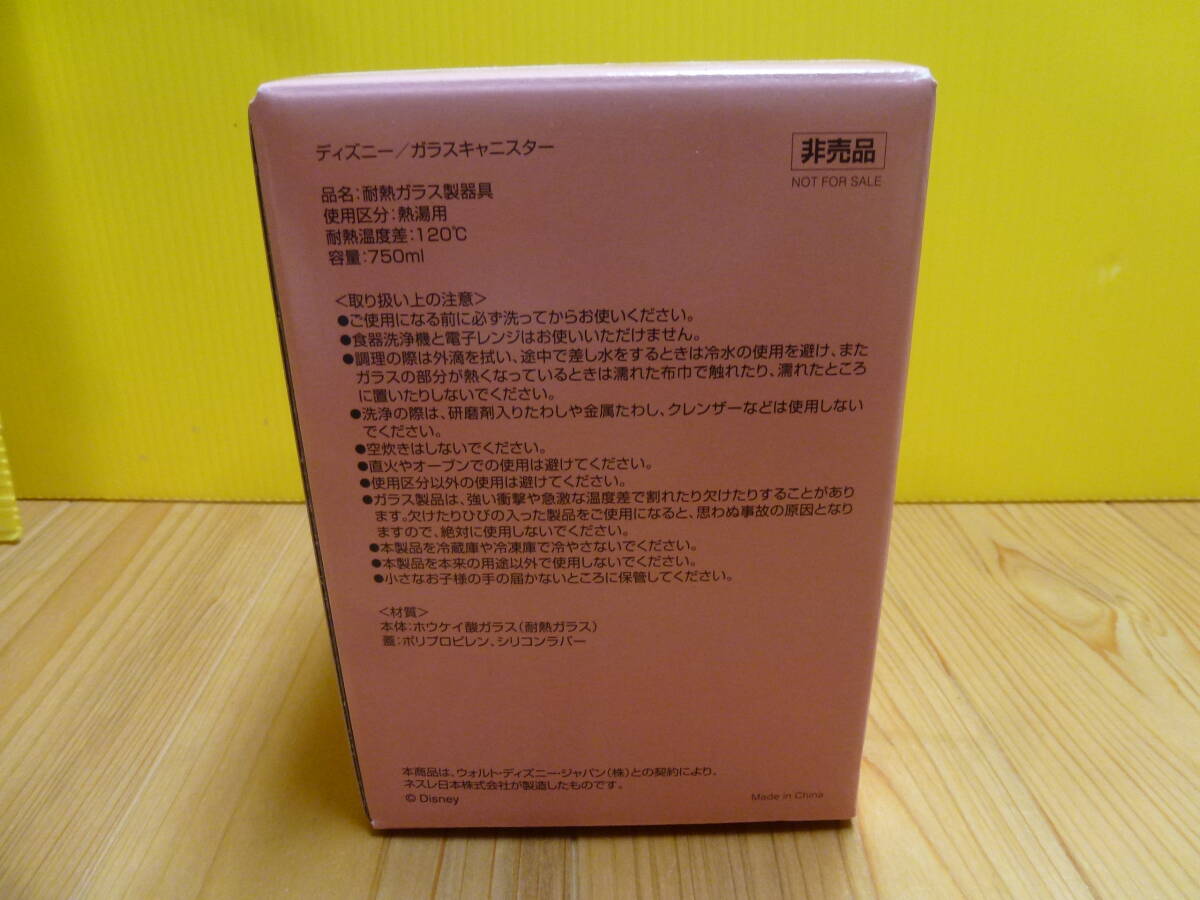 ディズニー/ガラスキャニスター
非売品
NOT FOR SALE
品名:耐熱ガラス製器具
使用区分:熱湯用
耐熱温度差:120℃
容量:750ml
<取り扱い上の注意>
●ご使用になる前に必ず洗ってからお使いください。
●食器洗浄機と電子レンジはお使いいただけません。
●調理の際は外滴を拭い、途中で差し水をするときは冷水の使用を避け、また
ガラスの部分が熱くなっているときは濡れた布巾で触れたり、濡れたところ
に置いたりしないでください。
●洗浄の際は、研磨剤入りたわしや金属たわし、クレンザーなどは使用しない
でください。
●空炊きはしないでください。
●直火やオーブンでの使用は避けてください。
●使用区分以外の使用は避けてください。
●ガラス製品は、強い衝撃や急激な温度差で割れたり欠けたりすることがあり
ます。欠けたりひびの入った製品をご使用になると、思わぬ事故の原因となり
ますので、絶対に使用しないでください。
●本製品を冷蔵庫や冷凍庫で冷やさないでください。
●本製品を本来の用途以外で使用しないでください。
●小さなお子様の手の届かないところに保管してください。
<材質>
本体:ホウケイ酸ガラス(耐熱ガラス)
蓋:ポリプロピレン、シリコンラバー
本商品は、ウォルト・ディズニー・ジャパン(株)との契約により、
ネスレ日本株式会社が製造したものです。
© Disney
Made in China